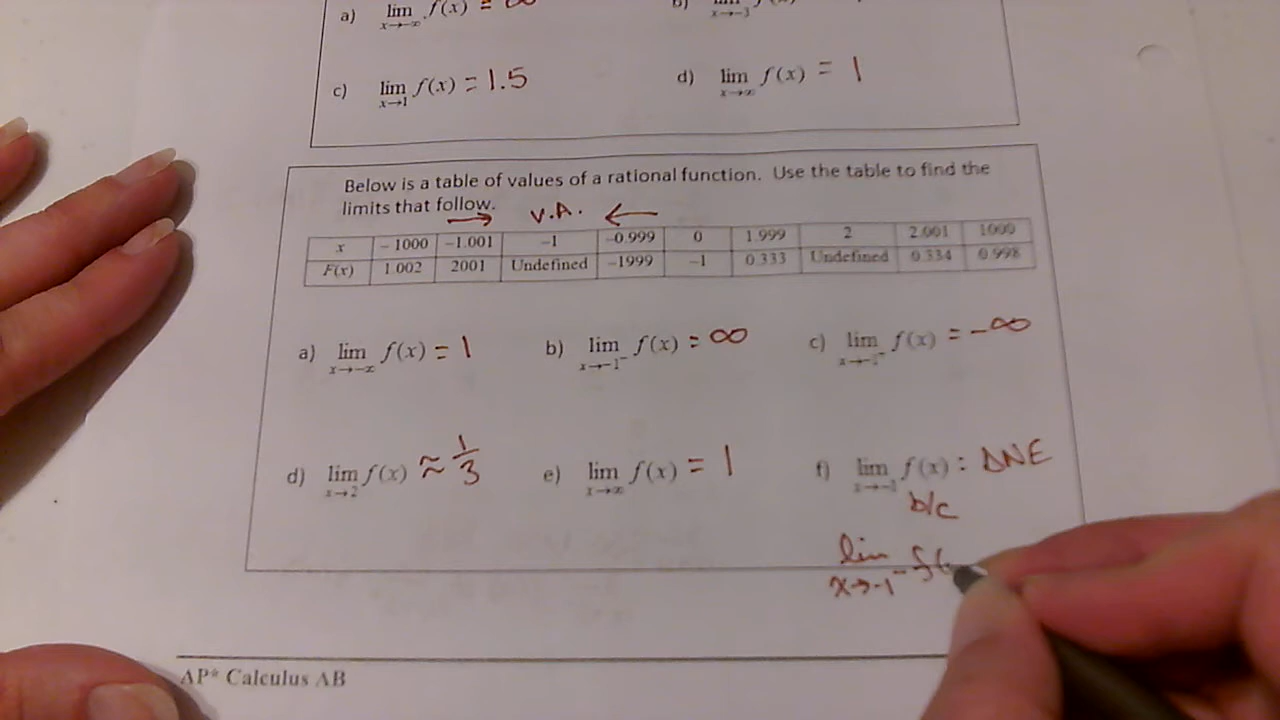 a) lim x→-∞ f(x) = ∞
b) lim x→-3
c) lim x→1 f(x) = 1.5 d) lim x→∞ f(x) = 1
Below is a table of values of a rational function. Use the table to find the
limits that follow.
→ V.A. ←
x -1000 -1.001 -1 -0.999 0 1.999 2 2.001 1000
F(x) 1.002 2001 Undefined -1999 -1 0.333 Undefined 0.334 0.998
a) lim x→-∞ f(x) = 1 b) lim x→-1⁻ f(x) = ∞ c) lim f(x) = -∞
d) lim x→2 f(x) ≈ 1/3 e) lim x→∞ f(x) = 1 f) lim x→-1 f(x) : DNE
b/c
lim x→-1⁻ f(
AP* Calculus AB